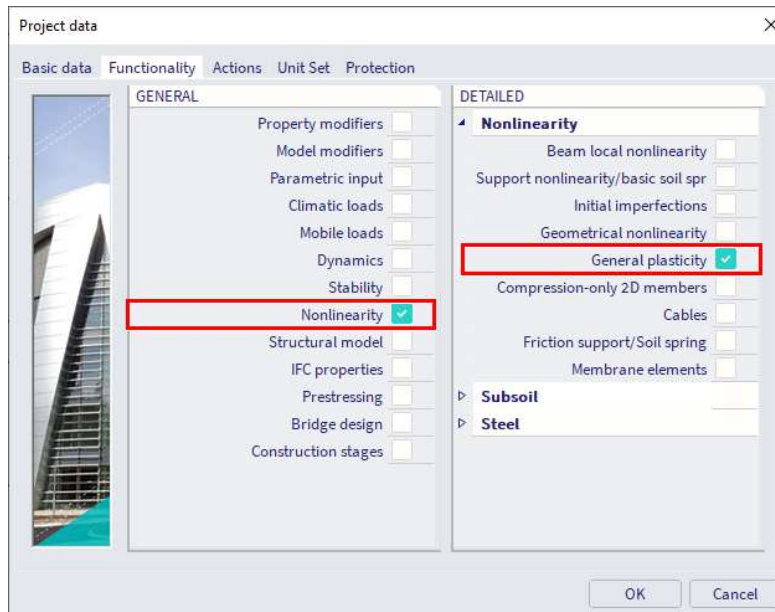 Project data
Basic data Functionality Actions Unit Set Protection
GENERAL
Property modifiers
Model modifiers
Parametric input
Climatic loads
Mobile loads
Dynamics
Stability
Nonlinearity
Structural model
IFC properties
Prestressing
Bridge design
Construction stages
DETAILED
Nonlinearity
Beam local nonlinearity
Support nonlinearity/basic soil spr
Initial imperfections
Geometrical nonlinearity
General plasticity
Compression-only 2D members
Cables
Friction support/Soil spring
Membrane elements
Subsoil
Steel
OK Cancel